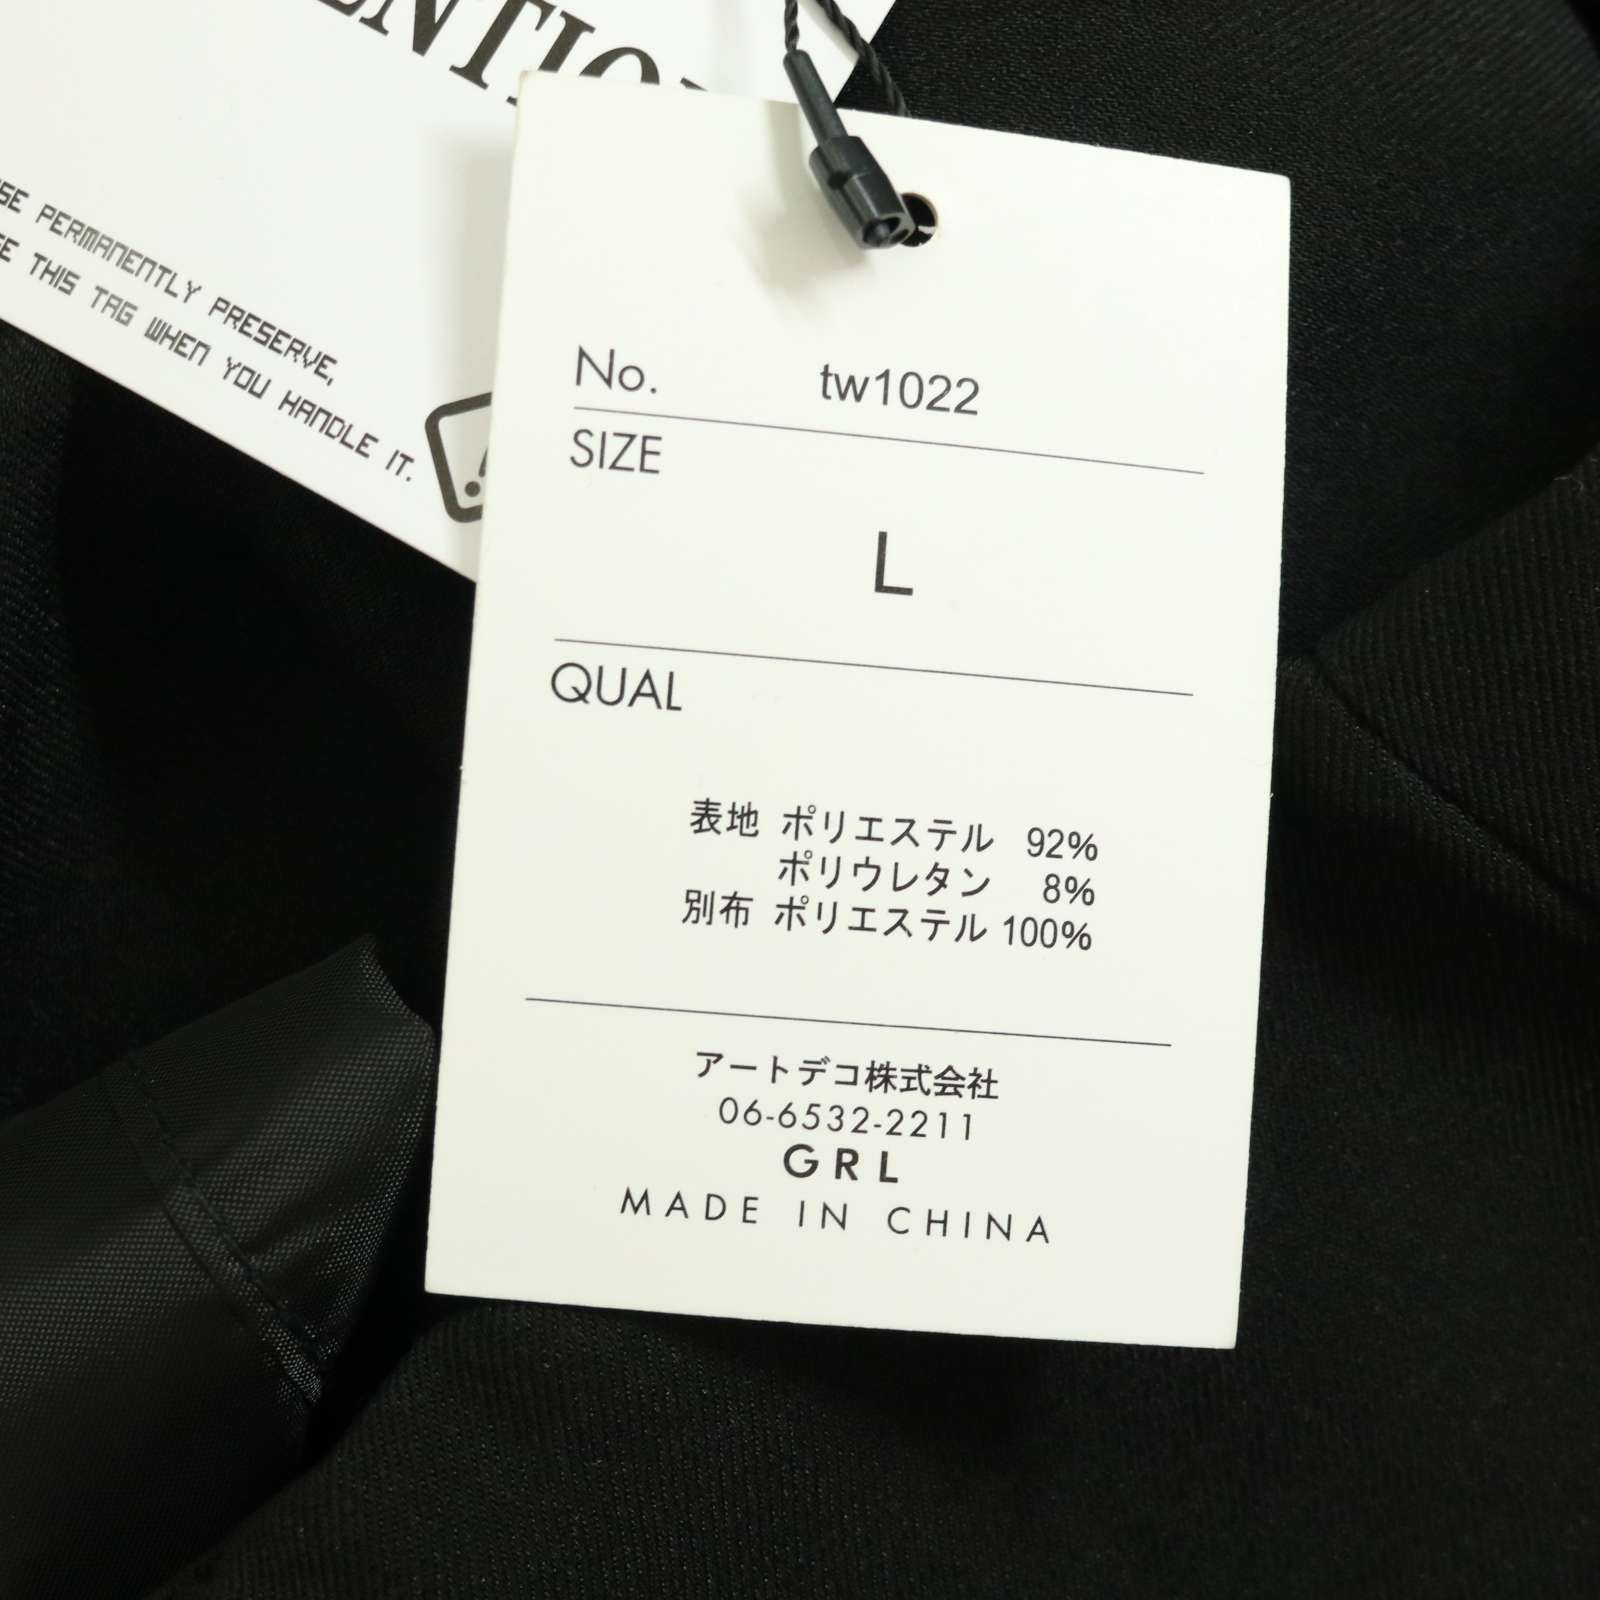 PERMANENTLY PRESERVE,
THIS TAG WHEN YOU HANDLE IT.
No. tw1022
SIZE
L
QUAL
表地 ポリエステル 92%
ポリウレタン 8%
別布 ポリエステル 100%
アートデコ株式会社
06-6532-2211
GRL
MADE IN CHINA